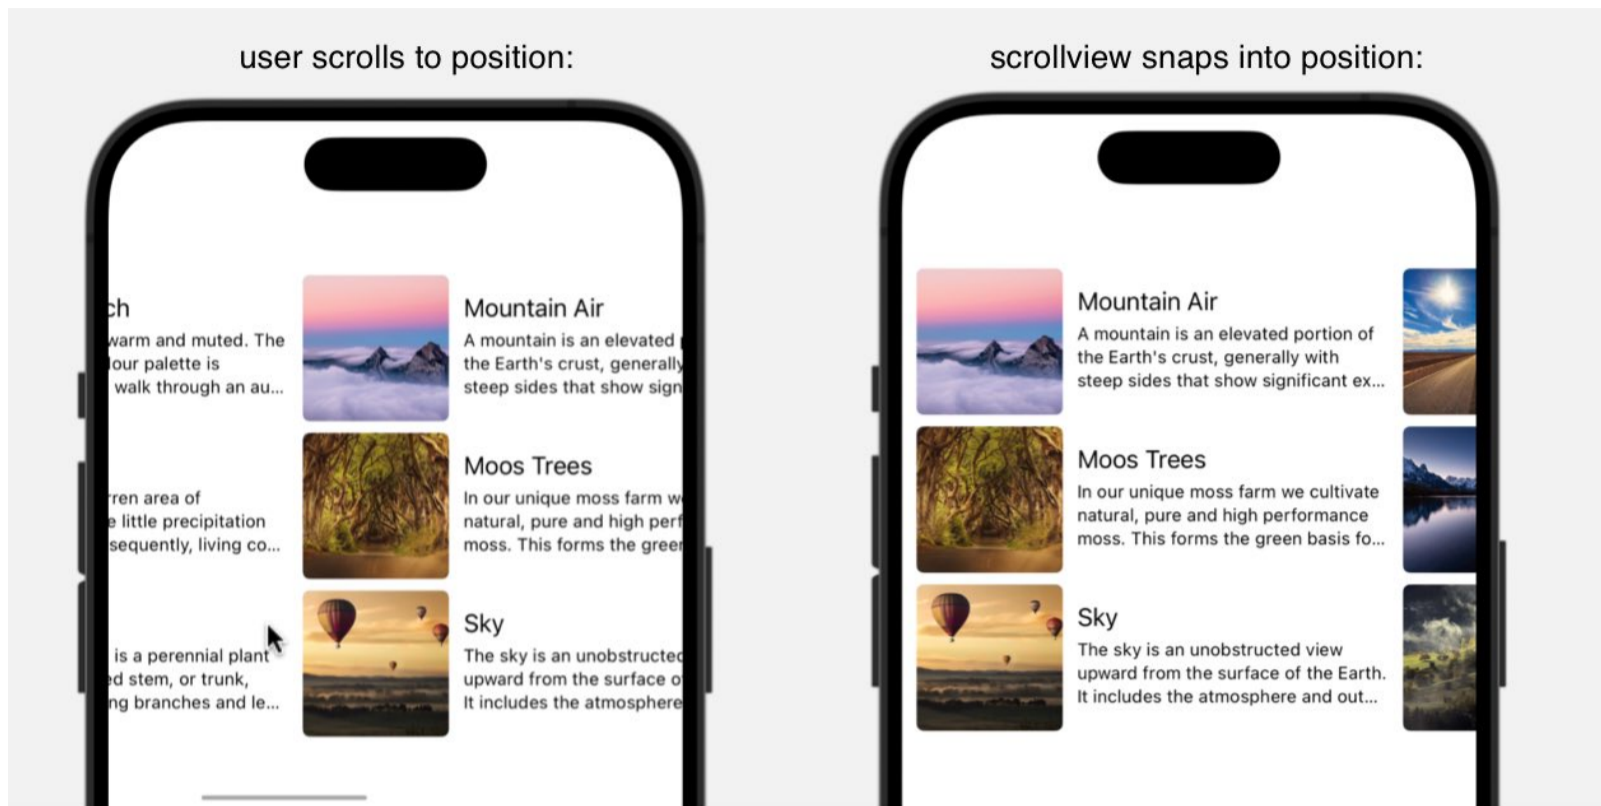 user scrolls to position:
ch
warm and muted. The
lour palette is
walk through an au...
rren area of
e little precipitation
sequently, living co...
is a perennial plant
ed stem, or trunk,
ng branches and le...
Mountain Air
A mountain is an elevated
the Earth's crust, generally
steep sides that show sign
Moos Trees
In our unique moss farm w
natural, pure and high perf
moss. This forms the green
Sky
The sky is an unobstructed
upward from the surface o
It includes the atmosphere
scrollview snaps into position:
Mountain Air
A mountain is an elevated portion of
the Earth's crust, generally with
steep sides that show significant ex...
Moos Trees
In our unique moss farm we cultivate
natural, pure and high performance
moss. This forms the green basis fo...
Sky
The sky is an unobstructed view
upward from the surface of the Earth.
It includes the atmosphere and out...